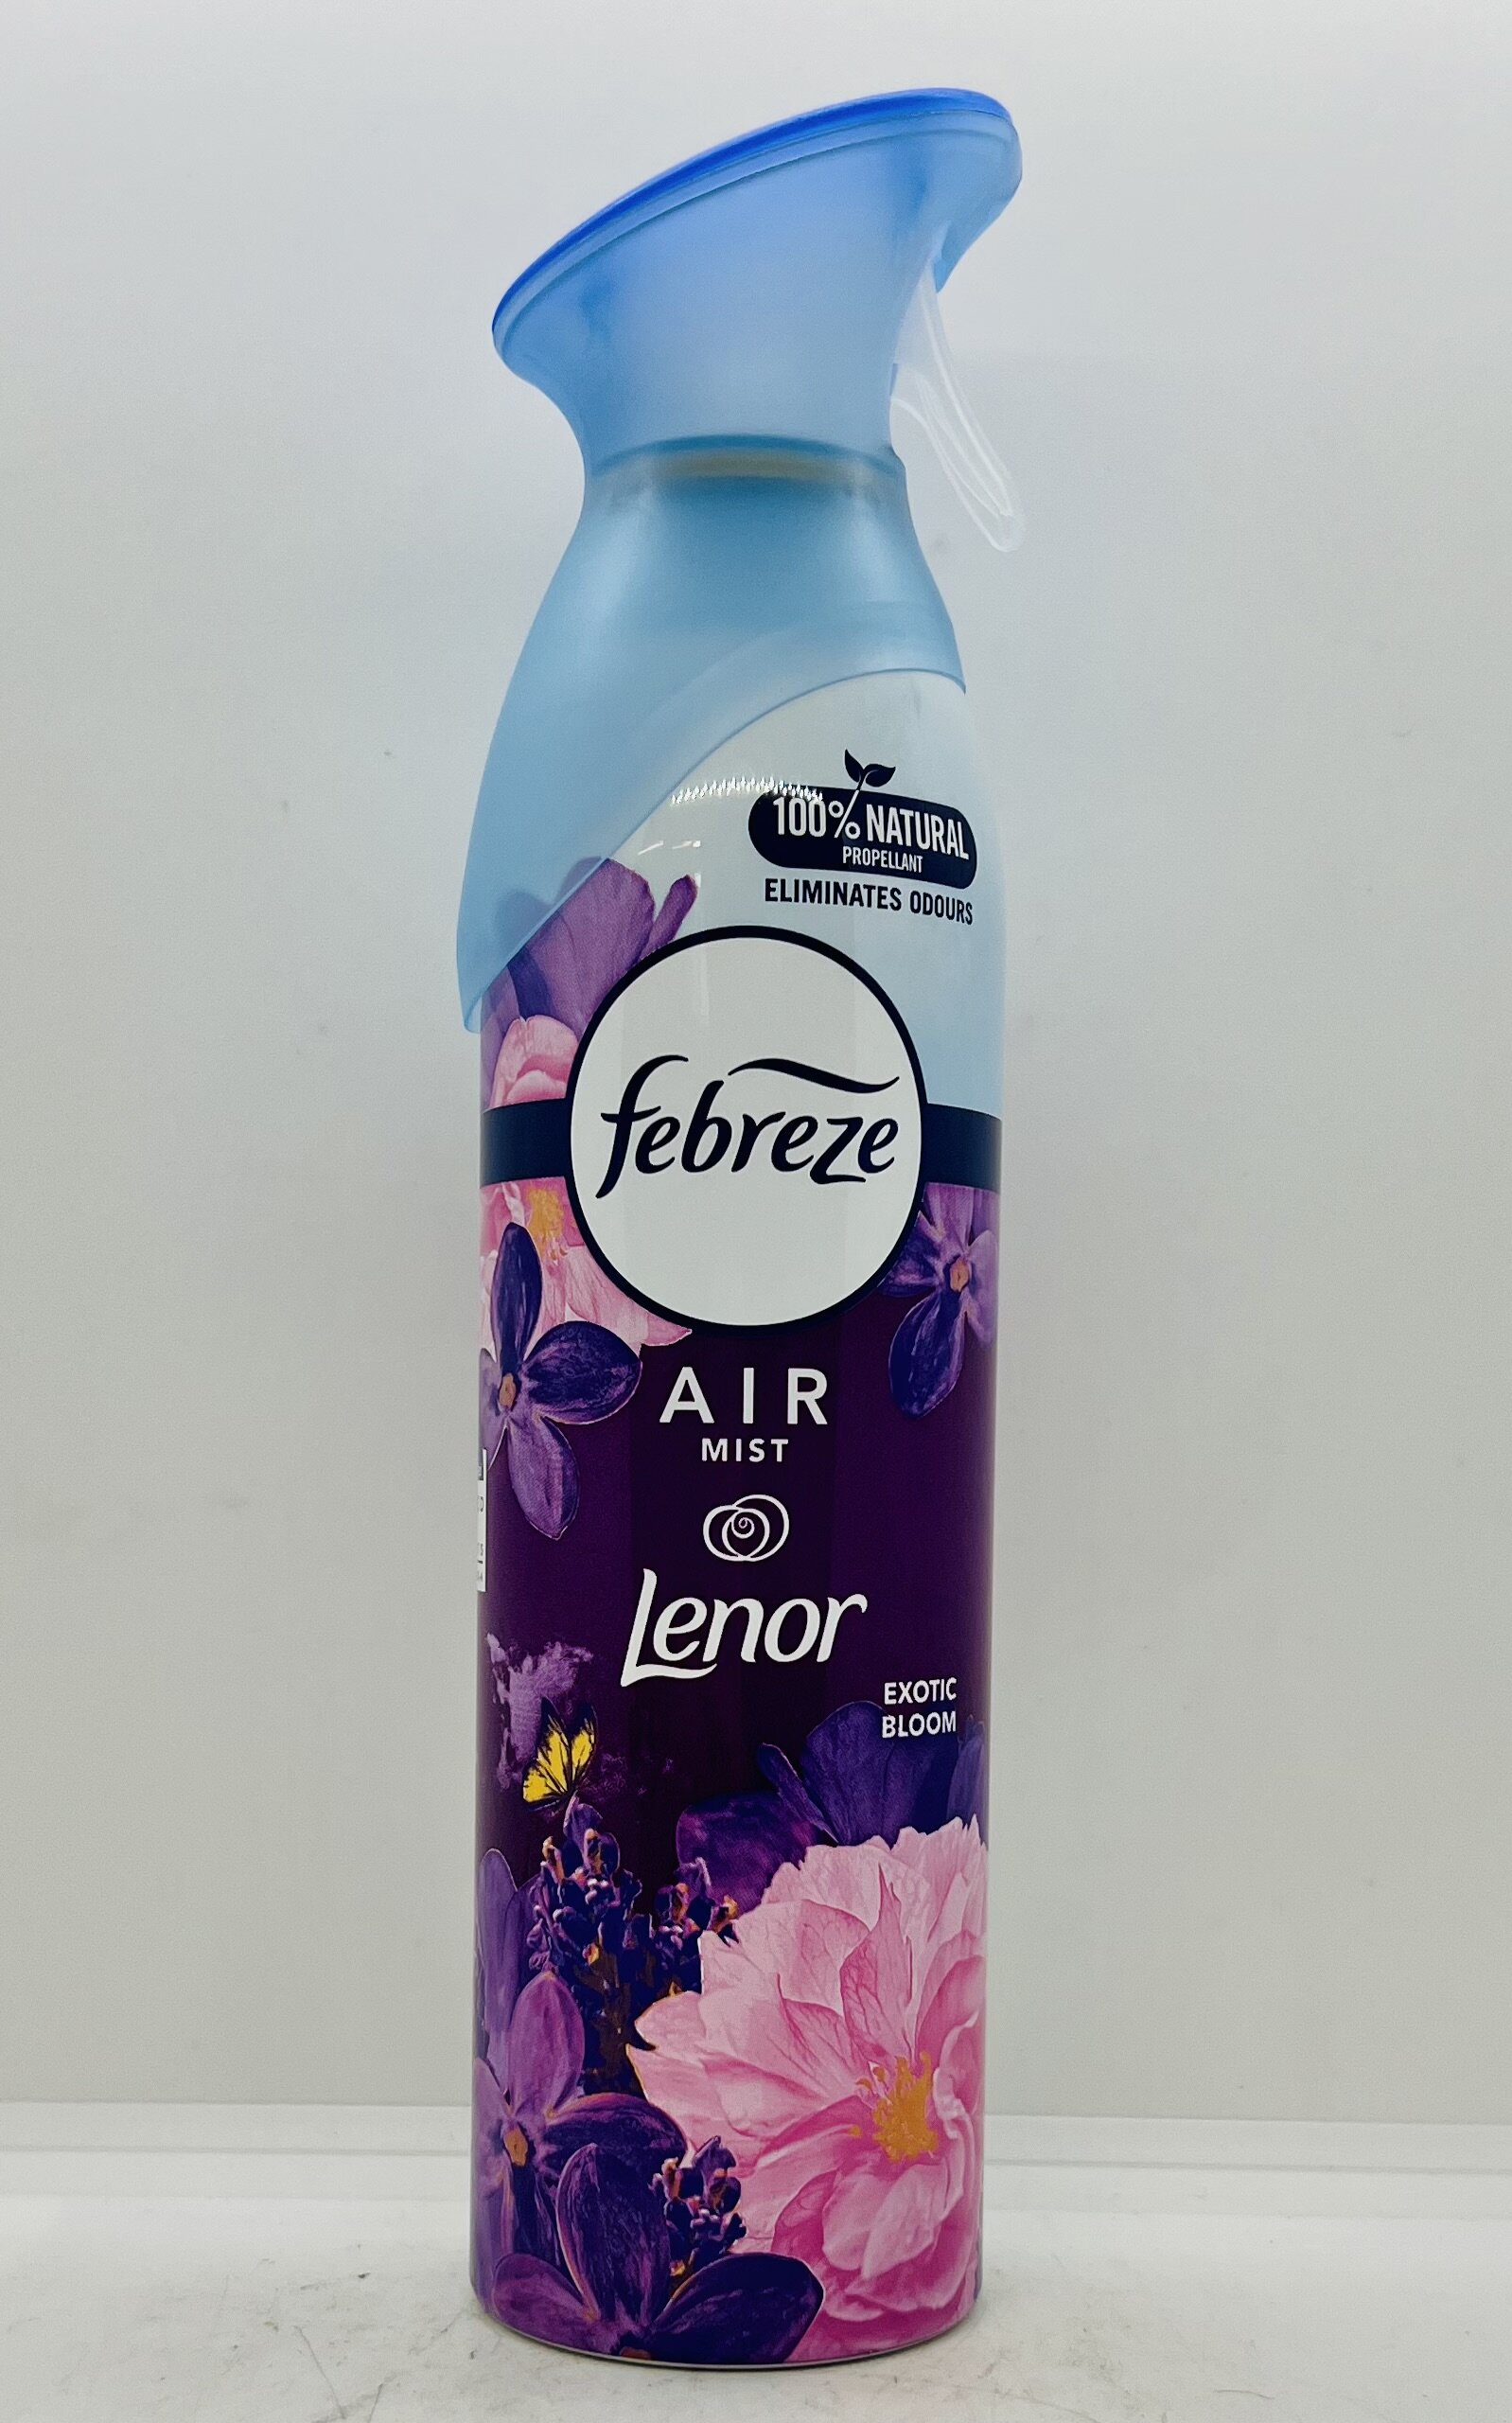 100% NATURAL
PROPELLANT
ELIMINATES ODOURS
febreze
AIR
MIST
Lenor
EXOTIC
BLOOM